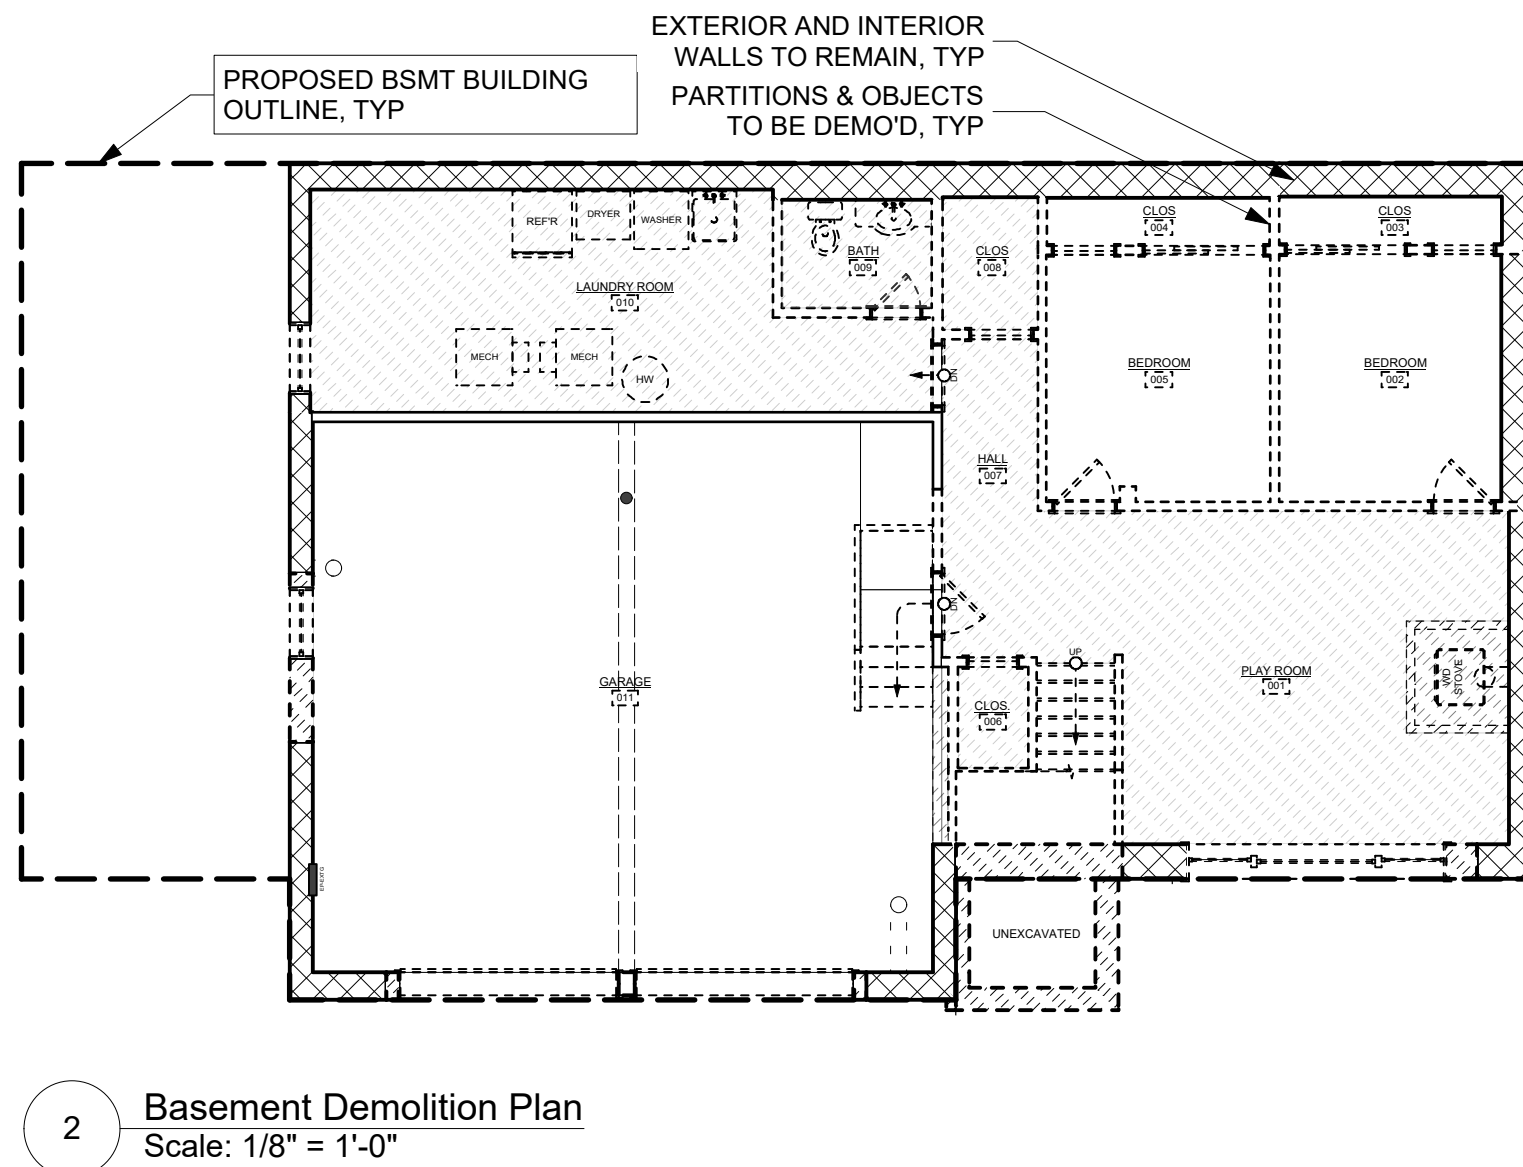 EXTERIOR AND INTERIOR
WALLS TO REMAIN, TYP
PROPOSED BSMT BUILDING
OUTLINE, TYP
PARTITIONS & OBJECTS
TO BE DEMO'D, TYP
REF'R
DRYER
WASHER
CLOS
004
CLOS
003
BATH
009
CLOS
008
LAUNDRY ROOM
010
MECH
MECH
HW
DN
BEDROOM
005
BEDROOM
002
HALL
007
DN
GARAGE
011
UP
CLOS.
006
PLAY ROOM
001
WD
STOVE
UNEXCAVATED
2
Basement Demolition Plan
Scale: 1/8" = 1'-0"